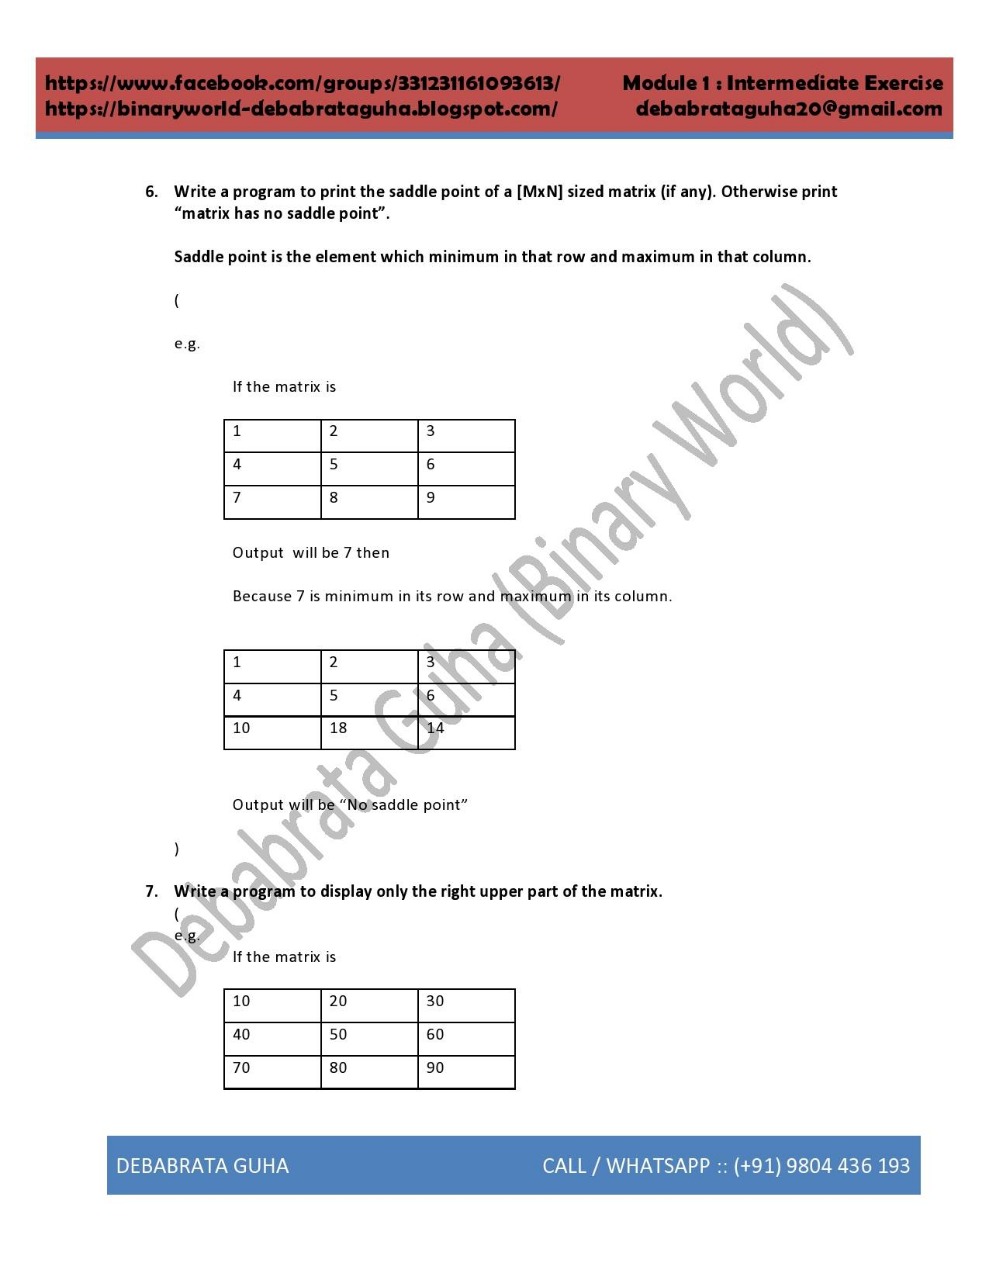 https://www.facebook.com/groups/331231161093613/ Module 1 : Intermediate Exercise
https://binaryworld-debabrataguha.blogspot.com/ debabrataguha20@gmail.com
6. Write a program to print the saddle point of a [MxN] sized matrix (if any). Otherwise print
“matrix has no saddle point”.
Saddle point is the element which minimum in that row and maximum in that column.
(
e.g.
If the matrix is
1 2 3
4 5 6
7 8 9
Output will be 7 then
Because 7 is minimum in its row and maximum in its column.
1 2 3
4 5 6
10 18 14
Output will be “No saddle point”
)
7. Write a program to display only the right upper part of the matrix.
(
e.g.
If the matrix is
10 20 30
40 50 60
70 80 90
Debabrata Guha (Binary World)
DEBABRATA GUHA CALL / WHATSAPP :: (+91) 9804 436 193